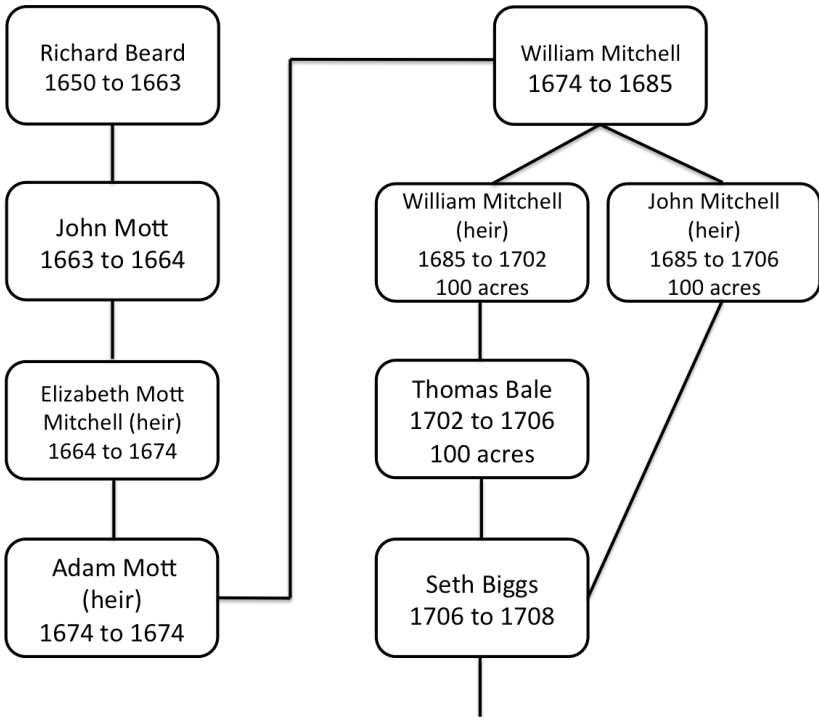 Richard Beard
1650 to 1663
John Mott
1663 to 1664
Elizabeth Mott
Mitchell (heir)
1664 to 1674
Adam Mott
(heir)
1674 to 1674
William Mitchell
1674 to 1685
William Mitchell
(heir)
1685 to 1702
100 acres
John Mitchell
(heir)
1685 to 1706
100 acres
Thomas Bale
1702 to 1706
100 acres
Seth Biggs
1706 to 1708